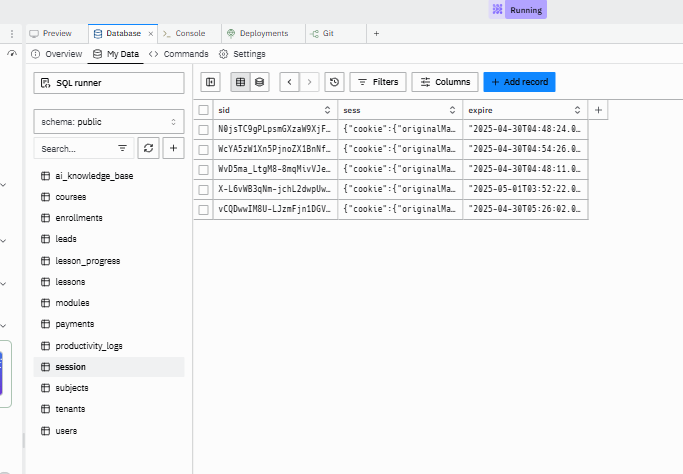 Running
Preview
Database
Console
Deployments
Git
Overview
My Data
Commands
Settings
SQL runner
Filters
Columns
Add record
schema: public
Search...
ai_knowledge_base
courses
enrollments
leads
lesson_progress
lessons
modules
payments
productivity_logs
session
subjects
tenants
users
sid sess expire
N0jsTC9gPLpsmGXzaW9XjF… {"cookie":{"originalMa… "2025-04-30T04:48:24.0…
WcYA5zW1Xn5PjnoZX1BnNf… {"cookie":{"originalMa… "2025-04-30T04:54:26.0…
WvD5ma_LtgM8-8mqMivVJe… {"cookie":{"originalMa… "2025-04-30T04:48:11.0…
X-L6vWB3qNm-jchL2dwpUw… {"cookie":{"originalMa… "2025-05-01T03:52:22.0…
vCQDwwIM8U-LJzmFjn1DGV… {"cookie":{"originalMa… "2025-04-30T05:26:02.0…